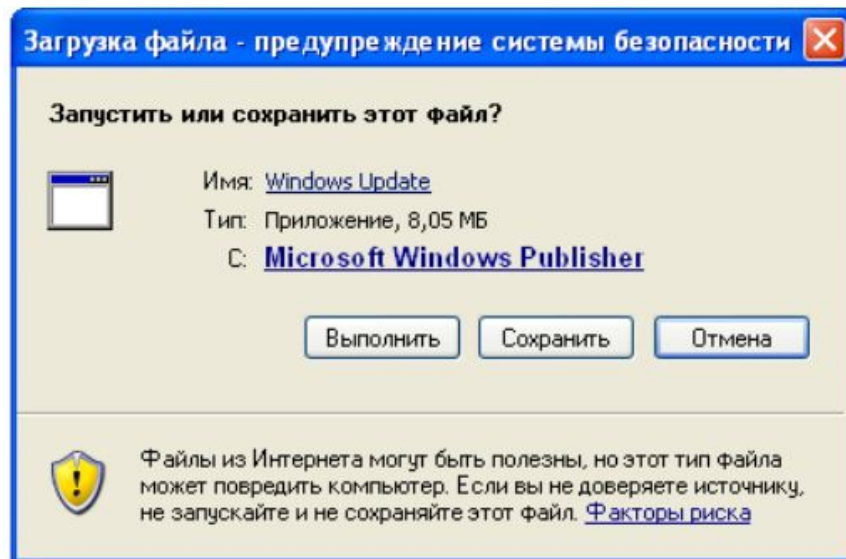 Загрузка файла - предупреждение системы безопасности
Запустить или сохранить этот файл?
Имя: Windows Update
Тип: Приложение, 8,05 МБ
С: Microsoft Windows Publisher
Выполнить Сохранить Отмена
Файлы из Интернета могут быть полезны, но этот тип файла
может повредить компьютер. Если вы не доверяете источнику,
не запускайте и не сохраняйте этот файл. Факторы риска